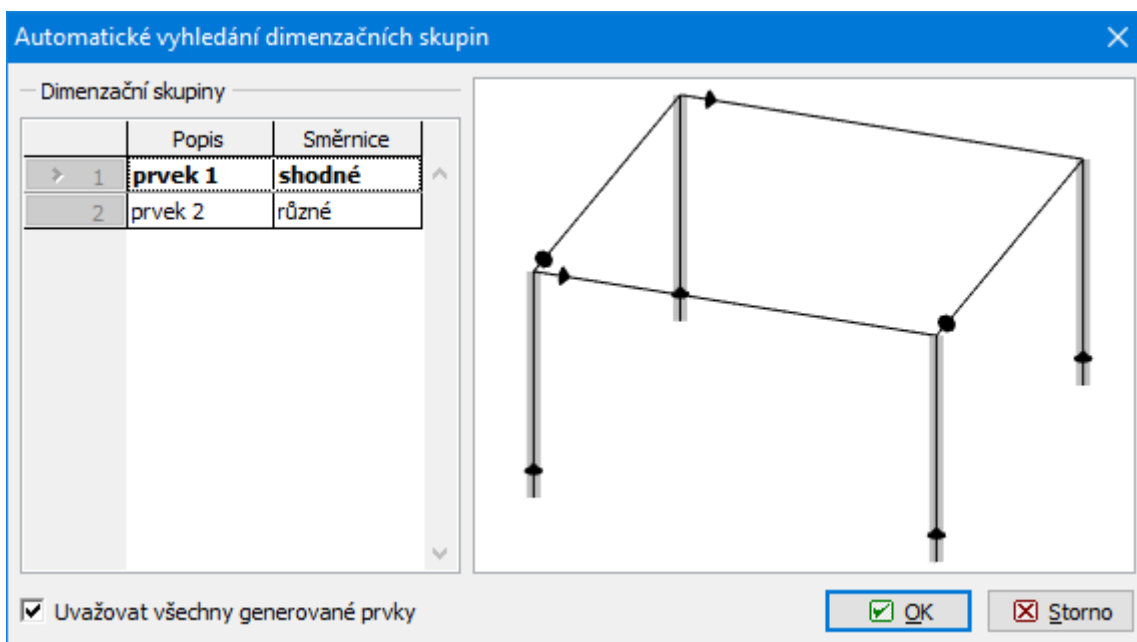 Automatické vyhledání dimenzačních skupin
Dimenzační skupiny
Popis Směrnice
1 prvek 1 shodné
2 prvek 2 různé
Uvažovat všechny generované prvky
OK Storno